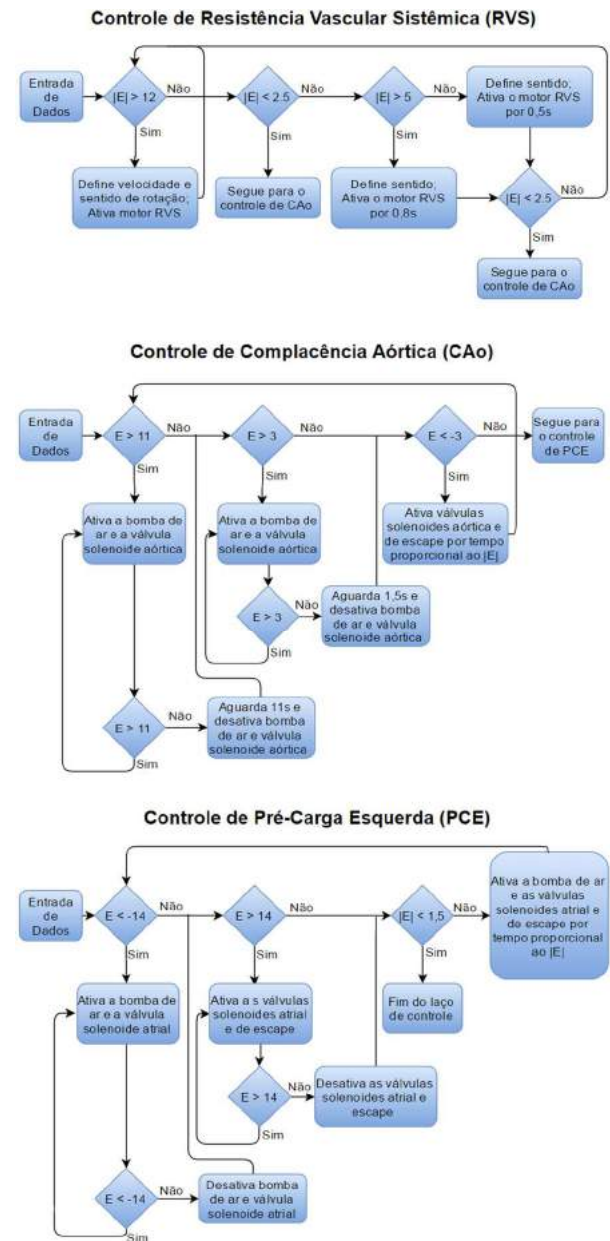 Controle de Resistência Vascular Sistêmica (RVS)
Entrada
de
Dados
|E| > 12
Não
Sim
Define velocidade e
sentido de rotação;
Ativa motor RVS
|E| < 2.5
Não
Sim
Segue para o
controle de CAo
|E| > 5
Não
Sim
Define sentido;
Ativa o motor RVS
por 0,5s
Define sentido;
Ativa o motor RVS
por 0,8s
|E| < 2.5
Não
Sim
Segue para o
controle de CAo
Controle de Complacência Aórtica (CAo)
Entrada
de
Dados
E > 11
Não
Sim
Ativa a bomba de
ar e a válvula
solenoide aórtica
E > 11
Não
Sim
Aguarda 11s e
desativa bomba
de ar e válvula
solenoide aórtica
E > 3
Não
Sim
Ativa a bomba de
ar e a válvula
solenoide aórtica
E > 3
Não
Sim
Aguarda 1,5s e
desativa bomba
de ar e válvula
solenoide aórtica
E < -3
Não
Sim
Ativa válvulas
solenoides aórtica e
de escape por tempo
proporcional ao |E|
Segue para
o controle
de PCE
Controle de Pré-Carga Esquerda (PCE)
Entrada
de
Dados
E < -14
Não
Sim
Ativa a bomba de
ar e a válvula
solenoide atrial
E < -14
Não
Sim
Desativa bomba
de ar e válvula
solenoide atrial
E > 14
Não
Sim
Ativa a s válvulas
solenoides atrial
e de escape
E > 14
Não
Sim
Desativa as válvulas
solenoides atrial e
escape
|E| < 1,5
Não
Sim
Fim do laço
de controle
Ativa a bomba de
ar e as válvulas
solenoides atrial e
de escape por
tempo proporcional
ao |E|